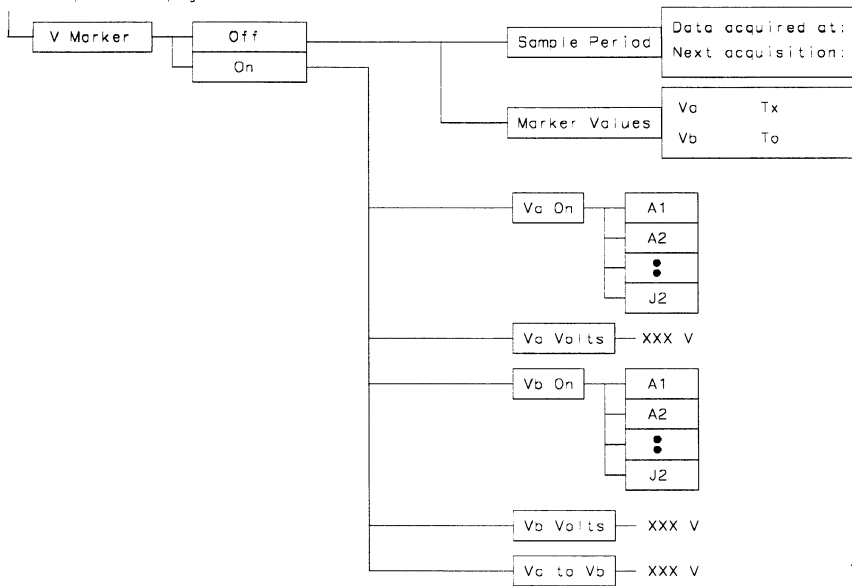 V Marker
Off
On
Sample Period
Data acquired at:
Next acquisition:
Marker Values
Va Tx
Vb To
Va On
A1
A2
J2
Va Volts
XXX V
Vb On
A1
A2
J2
Vb Volts
XXX V
Va to Vb
XXX V